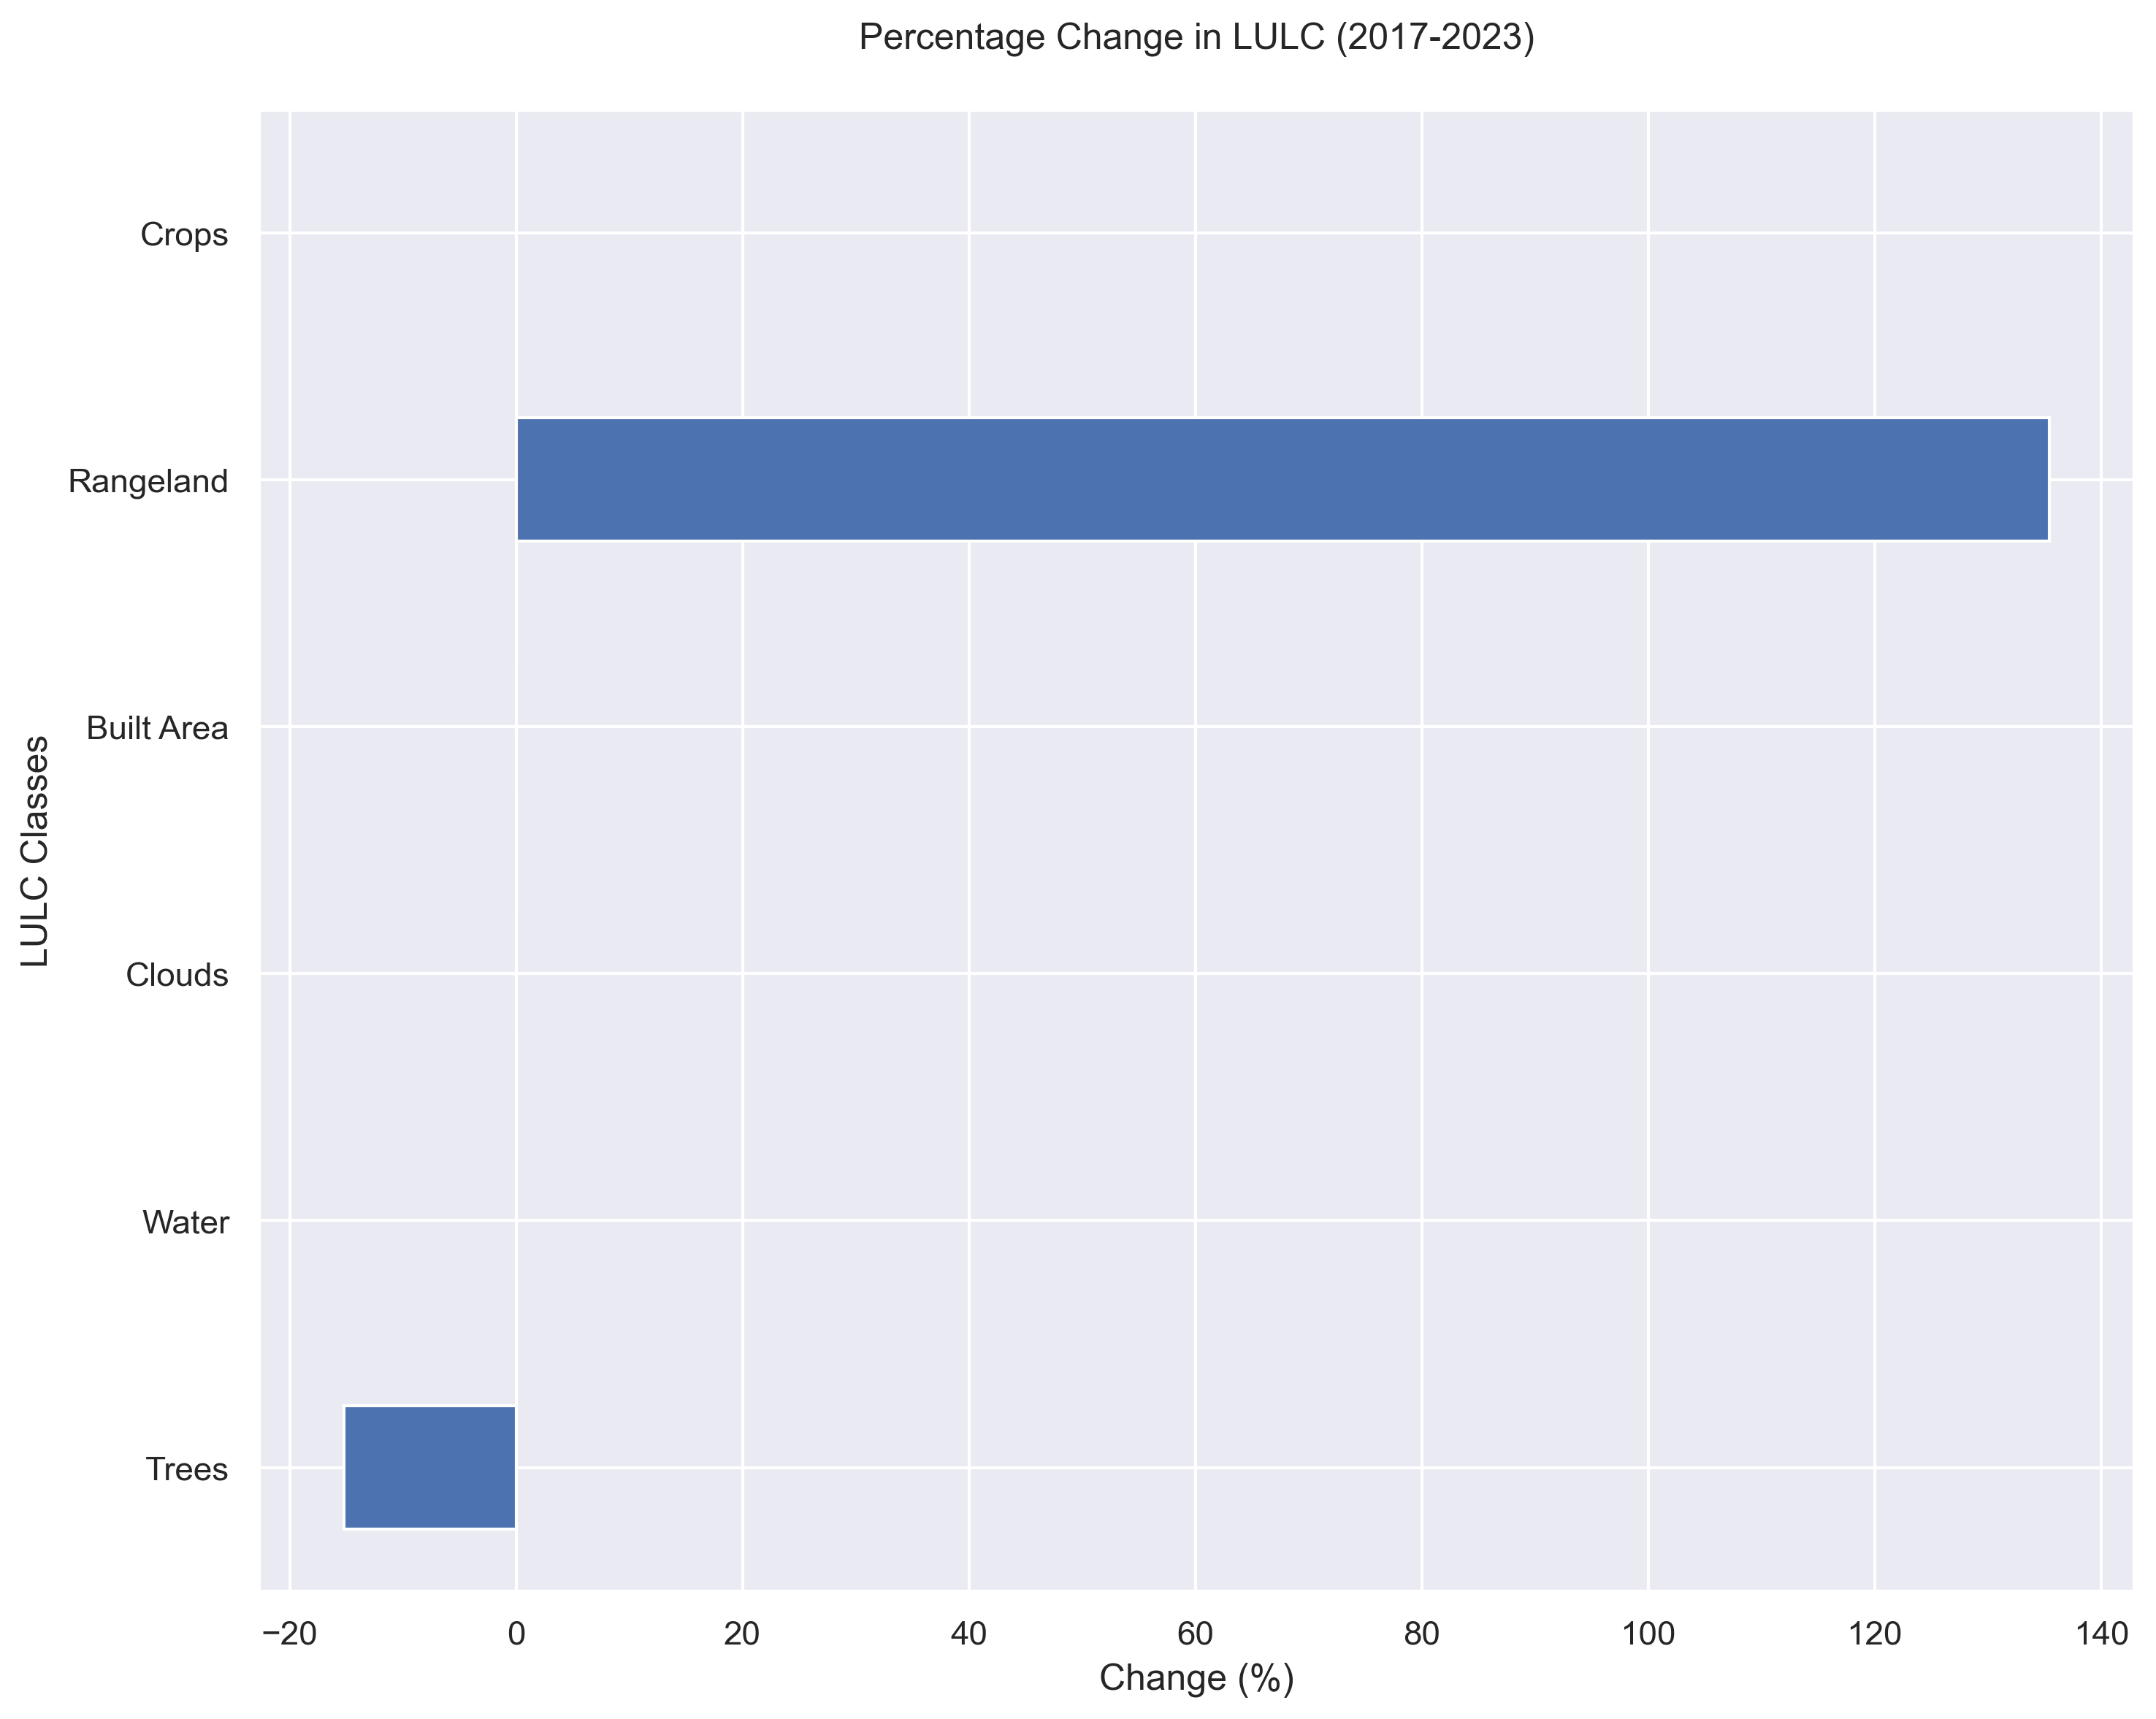 Percentage Change in LULC (2017-2023)
Crops
Rangeland
Built Area
Clouds
Water
Trees
LULC Classes
−20 0 20 40 60 80 100 120 140
Change (%)